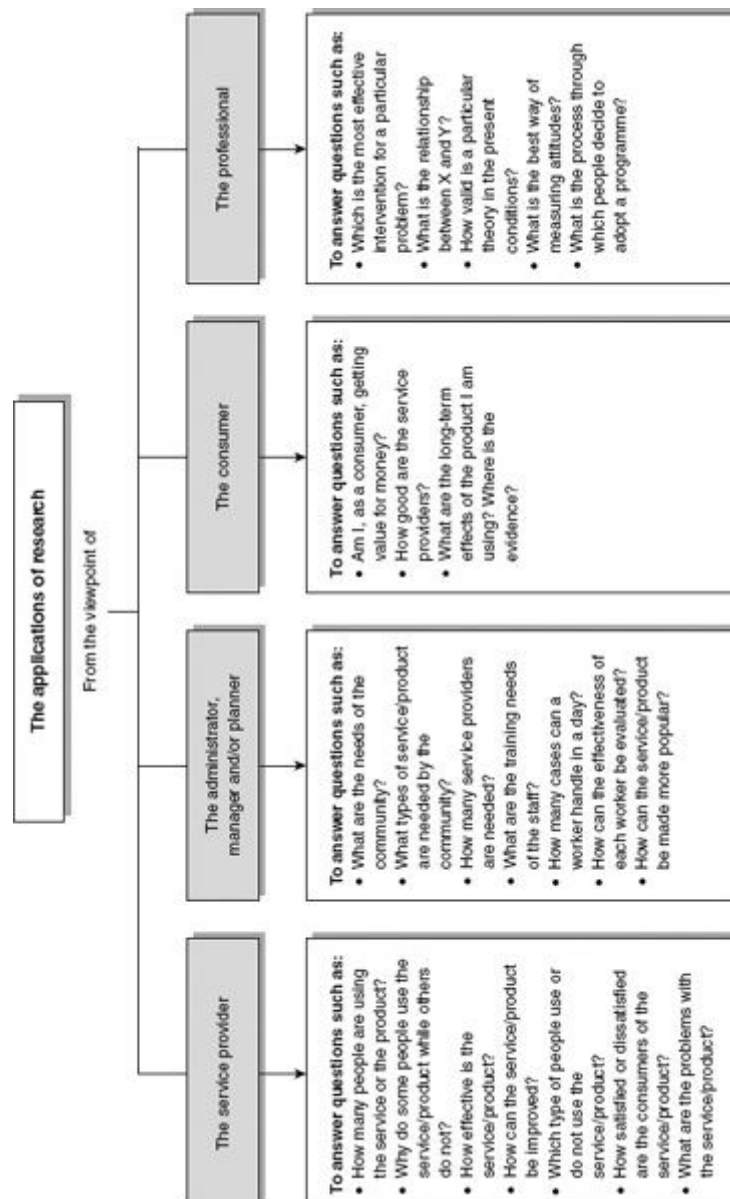 The applications of research
From the viewpoint of
The service provider
To answer questions such as:
• How many people are using
the service or the product?
• Why do some people use the
service/product while others
do not?
• How effective is the
service/product?
• How can the service/product
be improved?
• Which type of people use or
do not use the
service/product?
• How satisfied or dissatisfied
are the consumers of the
service/product?
• What are the problems with
the service/product?
The administrator,
manager and/or planner
To answer questions such as:
• What are the needs of the
community?
• What types of service/product
are needed by the
community?
• How many service providers
are needed?
• What are the training needs
of the staff?
• How many cases can a
worker handle in a day?
• How can the effectiveness of
each worker be evaluated?
• How can the service/product
be made more popular?
The consumer
To answer questions such as:
• Am I, as a consumer, getting
value for money?
• How good are the service
providers?
• What are the long-term
effects of the product I am
using? Where is the
evidence?
The professional
To answer questions such as:
• Which is the most effective
intervention for a particular
problem?
• What is the relationship
between X and Y?
• How valid is a particular
theory in the present
conditions?
• What is the best way of
measuring attitudes?
• What is the process through
which people decide to
adopt a programme?